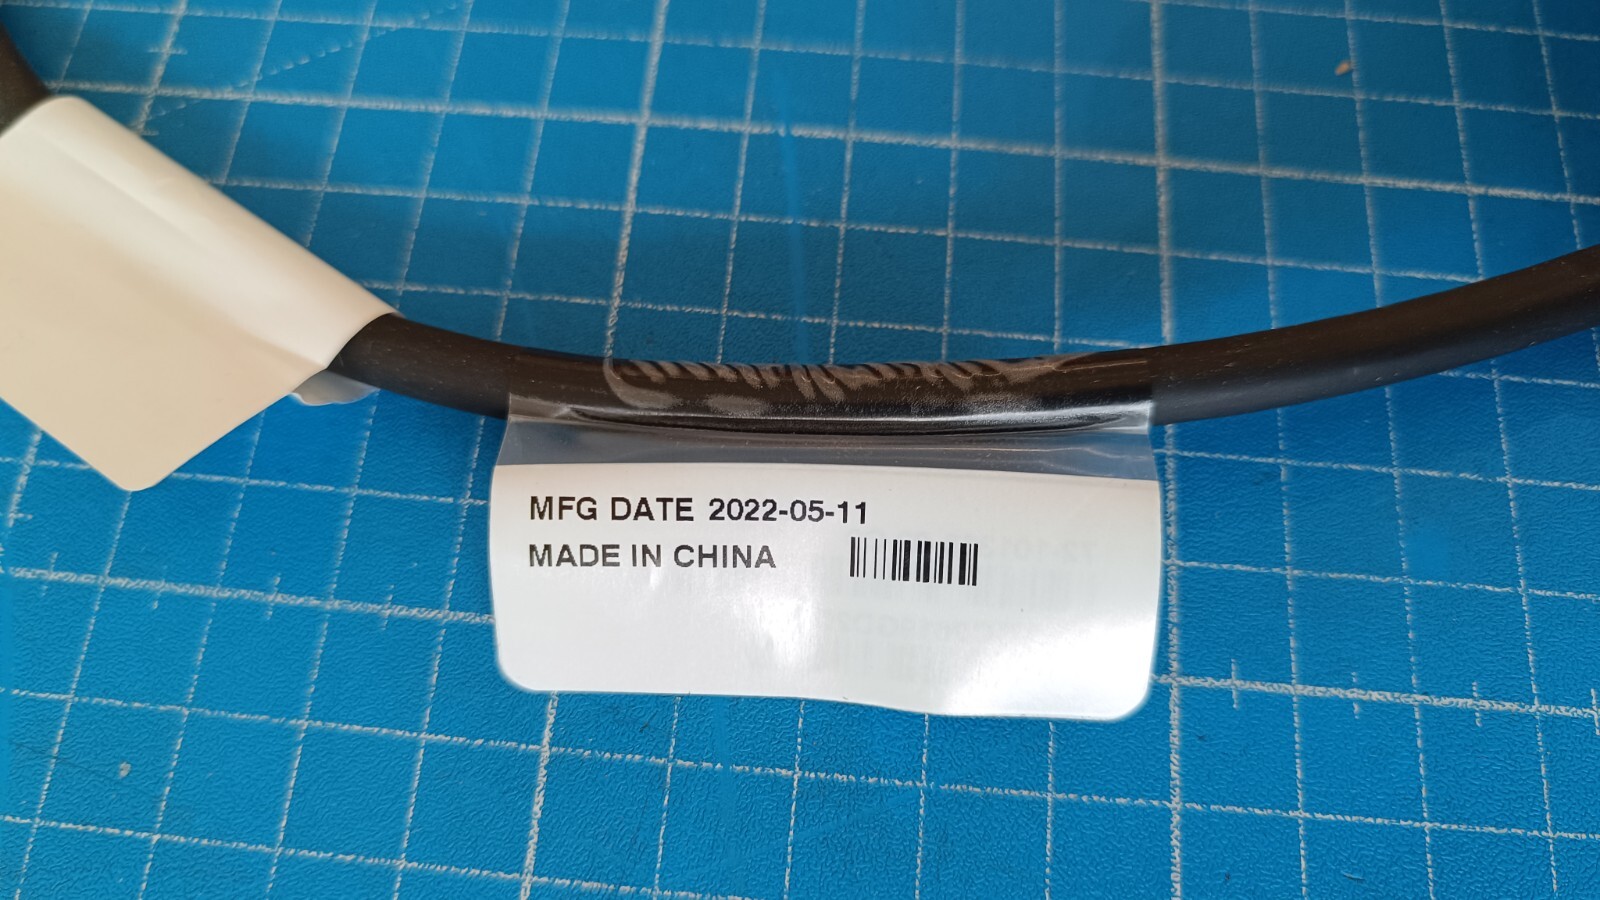 MFG DATE 2022-05-11
MADE IN CHINA